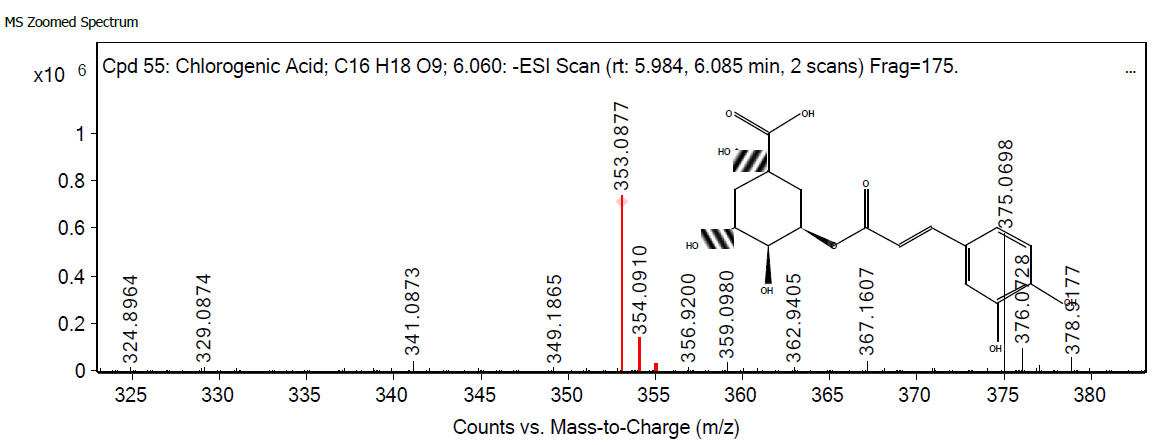 MS Zoomed Spectrum
x10 6
Cpd 55: Chlorogenic Acid; C16 H18 O9; 6.060: -ESI Scan (rt: 5.984, 6.085 min, 2 scans) Frag=175.
...
1
0.8
0.6
0.4
0.2
0
324.8964
329.0874
341.0873
349.1865
353.0877
354.0910
356.9200
359.0980
362.9405
367.1607
375.0698
376.0728
378.9177
O
OH
HO
HO
OH
O
O
OH
OH
325 330 335 340 345 350 355 360 365 370 375 380
Counts vs. Mass-to-Charge (m/z)